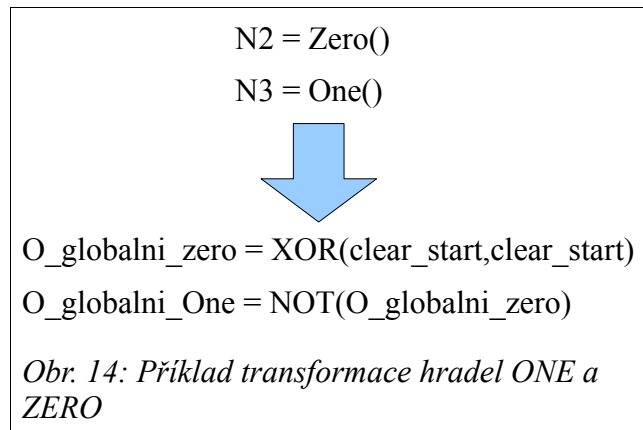 N2 = Zero()
N3 = One()
O_globalni_zero = XOR(clear_start,clear_start)
O_globalni_One = NOT(O_globalni_zero)
Obr. 14: Příklad transformace hradel ONE a
ZERO